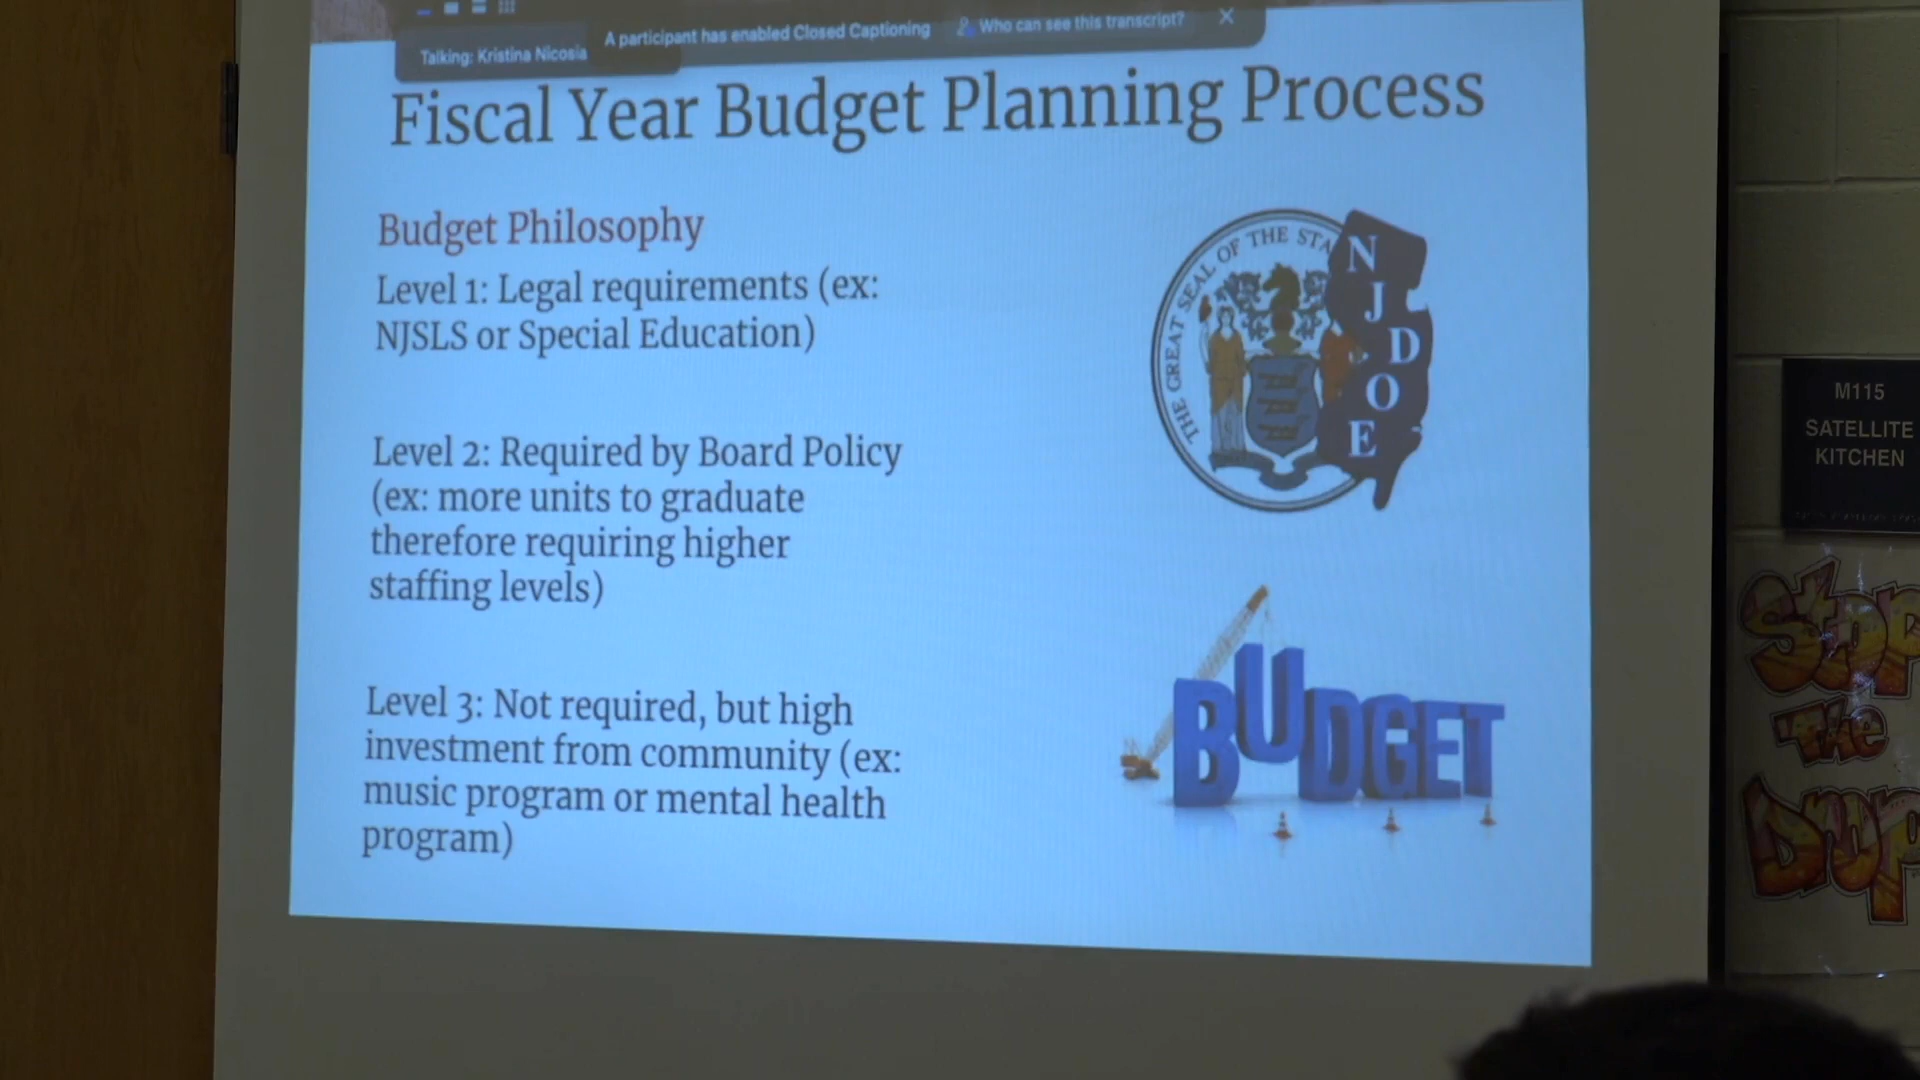 A participant has enabled Closed Captioning Who can see this transcript?
Talking: Kristina Nicosia
Fiscal Year Budget Planning Process
Budget Philosophy
Level 1: Legal requirements (ex:
NJSLS or Special Education)
Level 2: Required by Board Policy
(ex: more units to graduate
therefore requiring higher
staffing levels)
Level 3: Not required, but high
investment from community (ex:
music program or mental health
program)
THE GREAT SEAL OF THE STA
N
J
D
O
E
BUDGET
M115
SATELLITE
KITCHEN
Stop
The
Drop